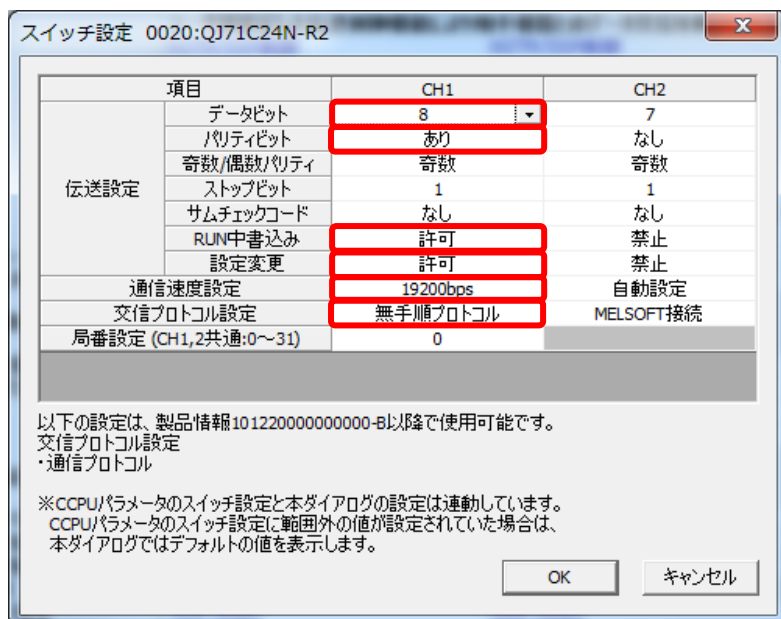 スイッチ設定 0020:QJ71C24N-R2
項目 CH1 CH2
伝送設定
データビット 8 7
パリティビット あり なし
奇数/偶数パリティ 奇数 奇数
ストップビット 1 1
サムチェックコード なし なし
RUN中書込み 許可 禁止
設定変更 許可 禁止
通信速度設定 19200bps 自動設定
交信プロトコル設定 無手順プロトコル MELSOFT接続
局番設定 (CH1,2共通:0～31) 0
以下の設定は、製品情報101220000000000-B以降で使用可能です。
交信プロトコル設定
・通信プロトコル
※CCPUパラメータのスイッチ設定と本ダイアログの設定は連動しています。
CCPUパラメータのスイッチ設定に範囲外の値が設定されていた場合は、
本ダイアログではデフォルトの値を表示します。
OK キャンセル